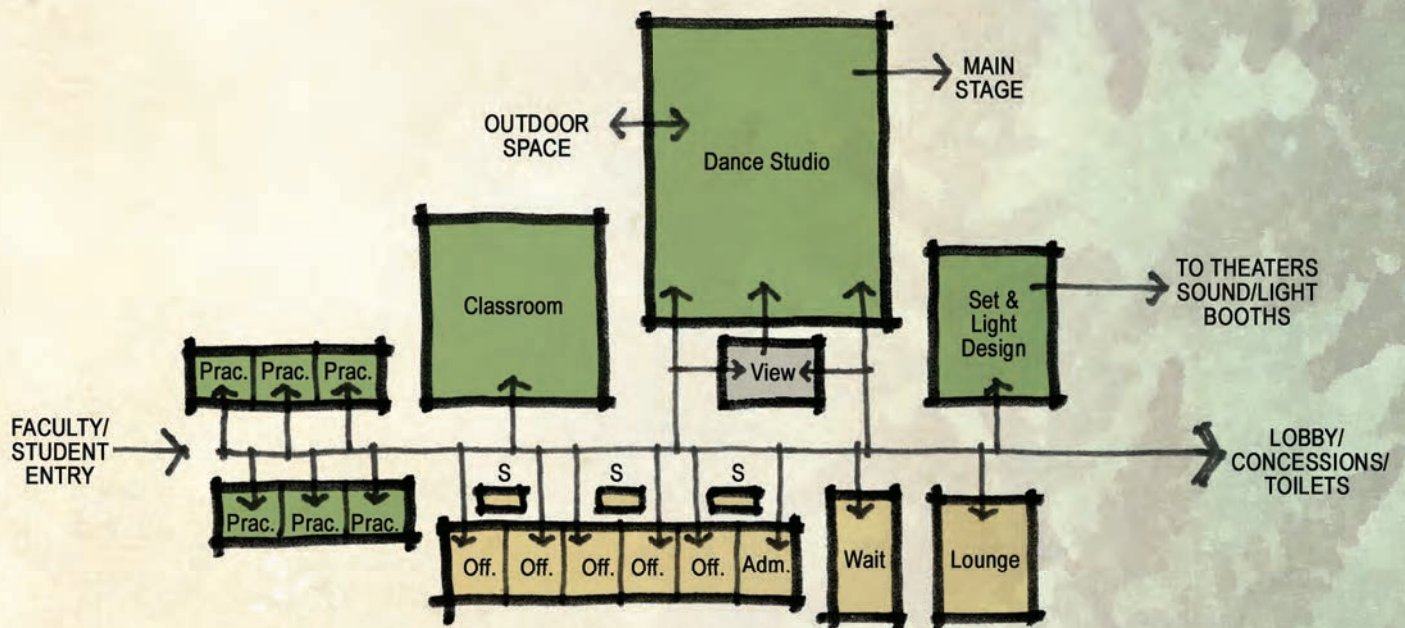 MAIN
STAGE
OUTDOOR
SPACE
Dance Studio
Classroom
TO THEATERS
SOUND/LIGHT
BOOTHS
Set &
Light
Design
View
Prac. Prac. Prac.
FACULTY/
STUDENT
ENTRY
LOBBY/
CONCESSIONS/
TOILETS
S S S
Prac. Prac. Prac.
Off. Off. Off. Off. Off. Adm.
Wait
Lounge